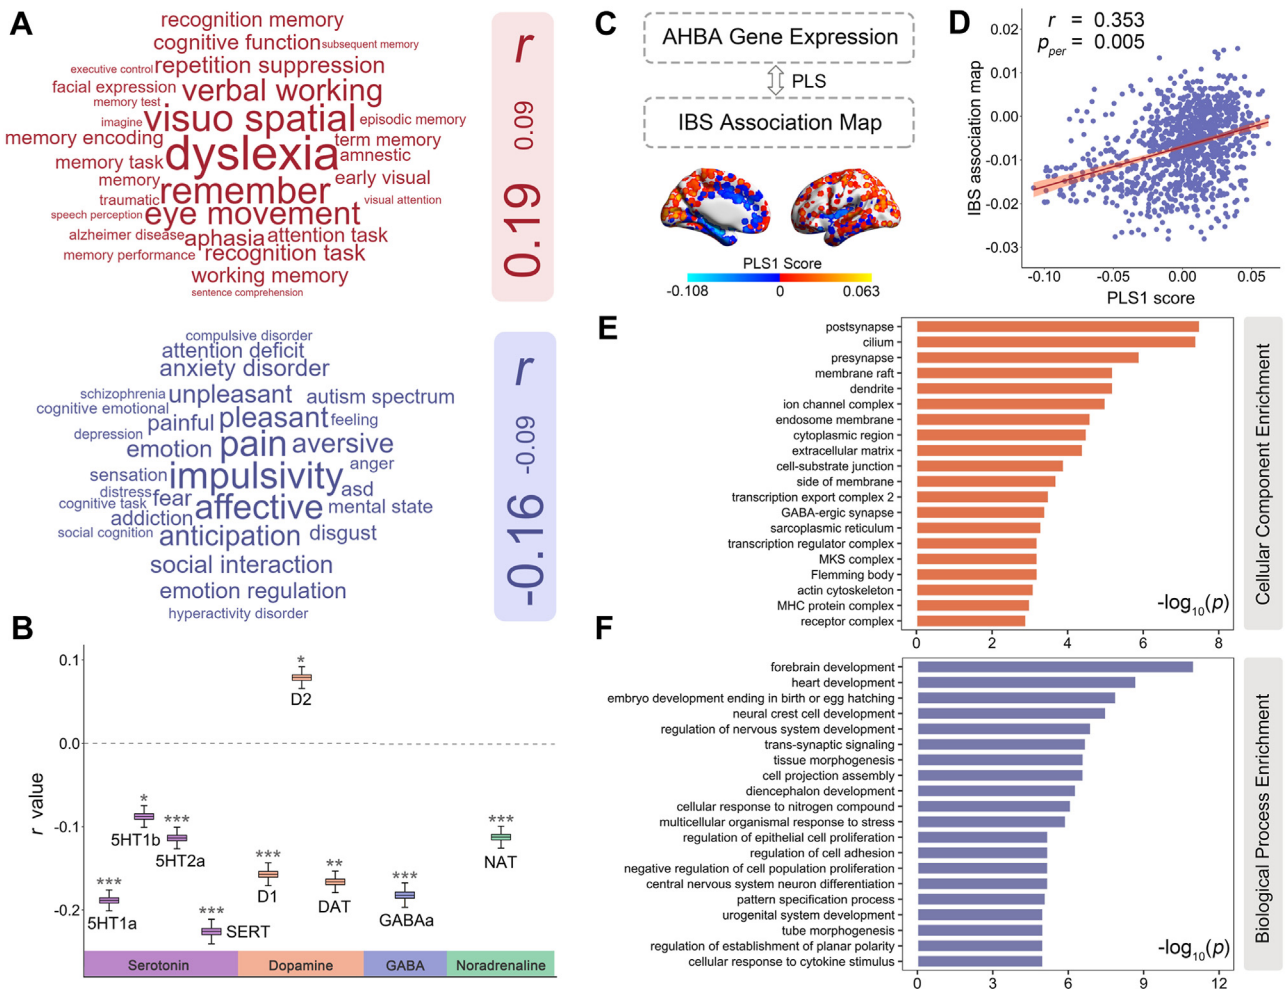 A
recognition memory
cognitive function subsequent memory
executive control repetition suppression
facial expression verbal working
memory test
imagine visuo spatial episodic memory
memory encoding term memory
dyslexia
memory task amnestic
memory remember early visual
traumatic visual attention
speech perception eye movement
alzheimer disease aphasia attention task
memory performance recognition task
working memory
sentence comprehension
r
0.09
0.19
compulsive disorder
attention deficit
anxiety disorder
schizophrenia unpleasant autism spectrum
cognitive emotional
painful pleasant feeling
depression
emotion pain aversive
anger
sensation impulsivity
distress fear asd
cognitive task affective mental state
addiction
social cognition anticipation disgust
social interaction
emotion regulation
hyperactivity disorder
r
-0.09
-0.16
B
r value
0.1
0.0
-0.1
-0.2
*
D2
*
5HT1b
***
5HT2a
***
5HT1a
***
SERT
***
D1
**
DAT
***
GABAa
***
NAT
Serotonin
Dopamine
GABA
Noradrenaline
C
AHBA Gene Expression
PLS
IBS Association Map
PLS1 Score
-0.108 0 0.063
D
r = 0.353
pper = 0.005
IBS association map
0.02
0.01
0.00
-0.01
-0.02
-0.03
-0.10 -0.05 0.00 0.05
PLS1 score
E
postsynapse
cilium
presynapse
membrane raft
dendrite
ion channel complex
endosome membrane
cytoplasmic region
extracellular matrix
cell-substrate junction
side of membrane
transcription export complex 2
GABA-ergic synapse
sarcoplasmic reticulum
transcription regulator complex
MKS complex
Flemming body
actin cytoskeleton
MHC protein complex
receptor complex
-log10(p)
0 2 4 6 8
Cellular Component Enrichment
F
forebrain development
heart development
embryo development ending in birth or egg hatching
neural crest cell development
regulation of nervous system development
trans-synaptic signaling
tissue morphogenesis
cell projection assembly
diencephalon development
cellular response to nitrogen compound
multicellular organismal response to stress
regulation of epithelial cell proliferation
regulation of cell adhesion
negative regulation of cell population proliferation
central nervous system neuron differentiation
pattern specification process
urogenital system development
tube morphogenesis
regulation of establishment of planar polarity
cellular response to cytokine stimulus
-log10(p)
0 3 6 9 12
Biological Process Enrichment